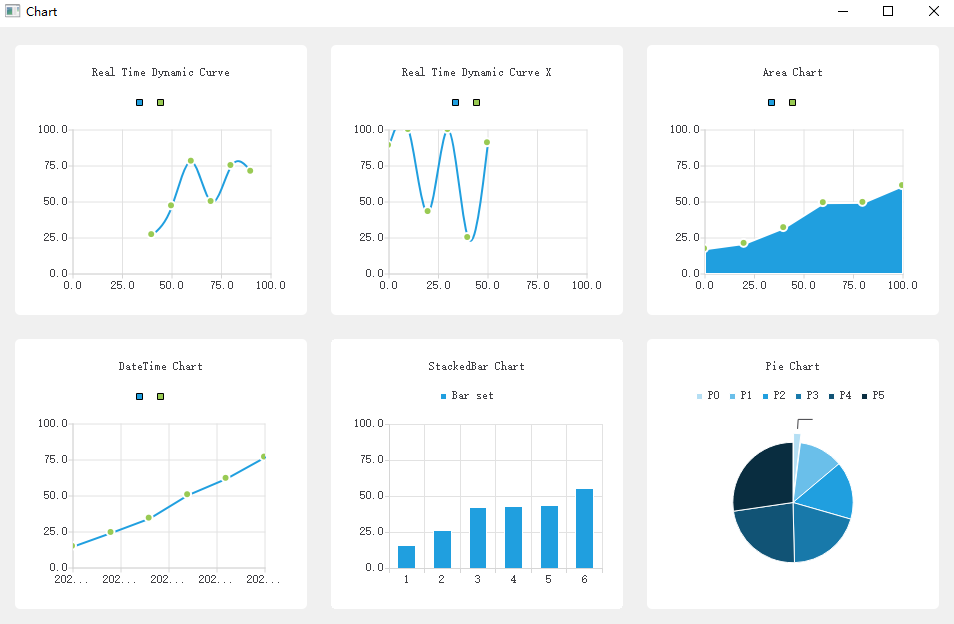 Chart
Real Time Dynamic Curve
100.0
75.0
50.0
25.0
0.0
0.0 25.0 50.0 75.0 100.0
Real Time Dynamic Curve X
100.0
75.0
50.0
25.0
0.0
0.0 25.0 50.0 75.0 100.0
Area Chart
100.0
75.0
50.0
25.0
0.0
0.0 25.0 50.0 75.0 100.0
DateTime Chart
100.0
75.0
50.0
25.0
0.0
202... 202... 202... 202... 202...
StackedBar Chart
Bar set
100.0
75.0
50.0
25.0
0.0
1 2 3 4 5 6
Pie Chart
P0 P1 P2 P3 P4 P5